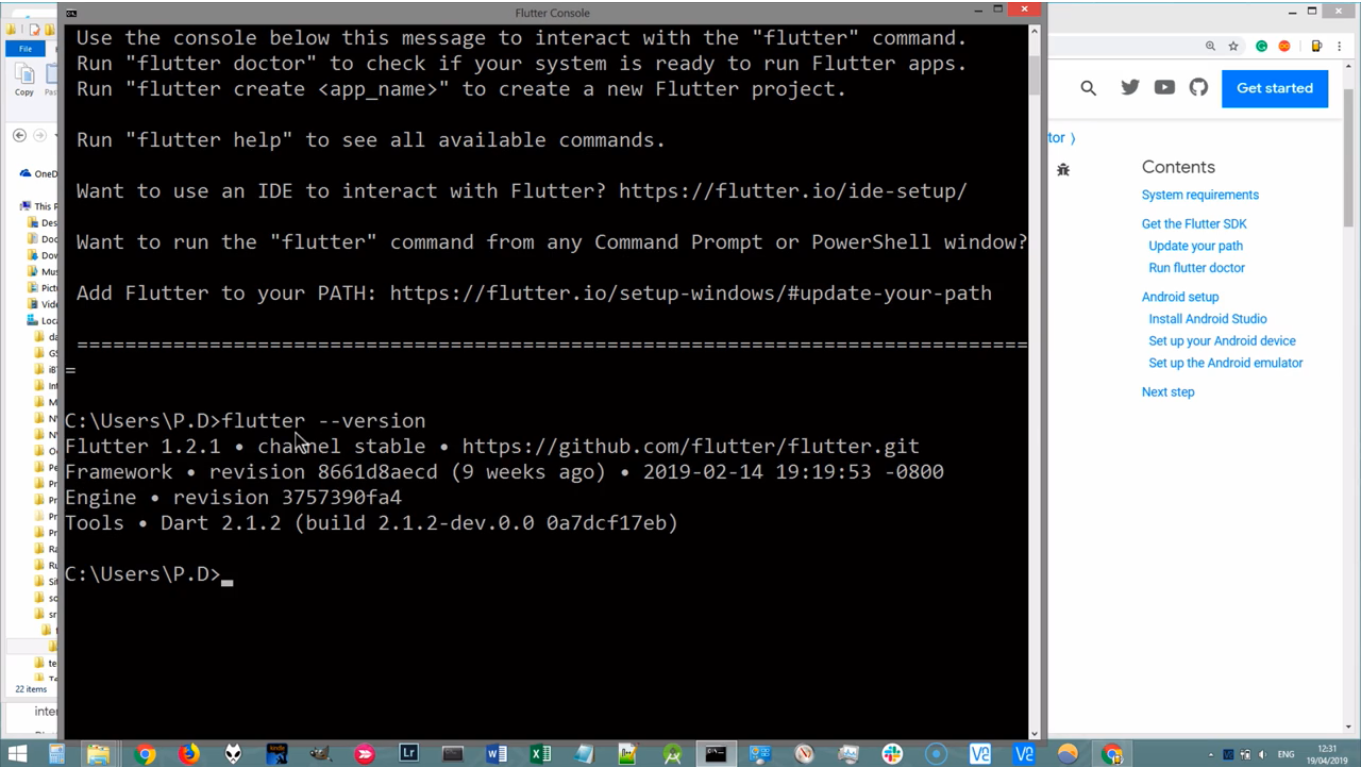 Flutter Console
Use the console below this message to interact with the "flutter" command.
Run "flutter doctor" to check if your system is ready to run Flutter apps.
Run "flutter create <app_name>" to create a new Flutter project.
Run "flutter help" to see all available commands.
Want to use an IDE to interact with Flutter? https://flutter.io/ide-setup/
Want to run the "flutter" command from any Command Prompt or PowerShell window?
Add Flutter to your PATH: https://flutter.io/setup-windows/#update-your-path
================================================================================
C:\Users\P.D>flutter --version
Flutter 1.2.1 • channel stable • https://github.com/flutter/flutter.git
Framework • revision 8661d8aecd (9 weeks ago) • 2019-02-14 19:19:53 -0800
Engine • revision 3757390fa4
Tools • Dart 2.1.2 (build 2.1.2-dev.0.0 0a7dcf17eb)
C:\Users\P.D>
File
Copy
22 items
Get started
Contents
System requirements
Get the Flutter SDK
Update your path
Run flutter doctor
Android setup
Install Android Studio
Set up your Android device
Set up the Android emulator
Next step
Lr
ENG
12:31
19/04/2019